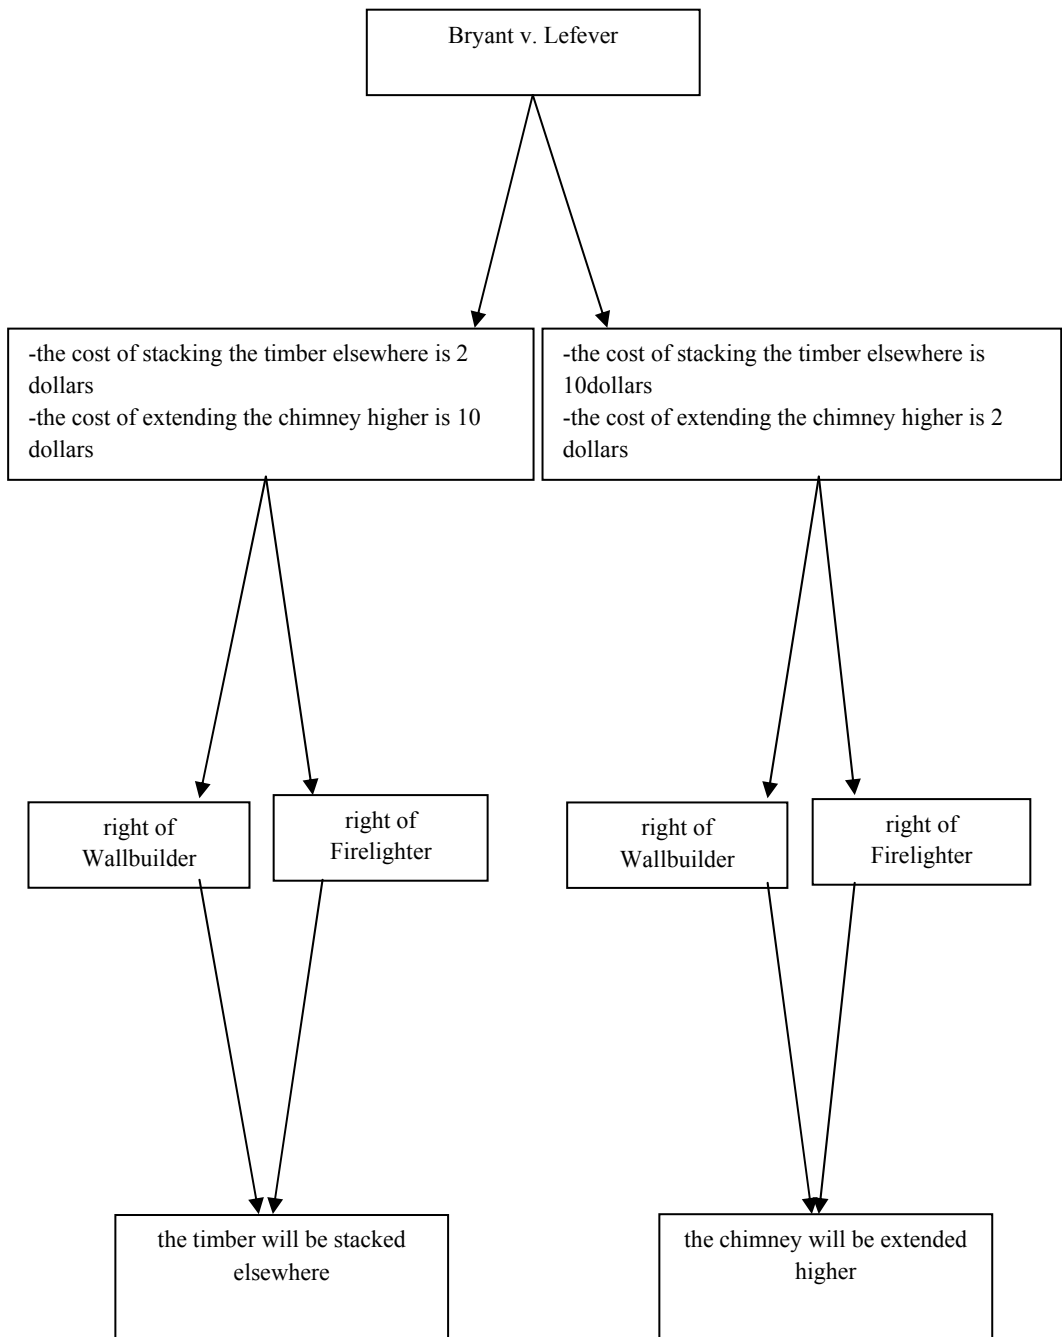 Bryant v. Lefever
-the cost of stacking the timber elsewhere is 2
dollars
-the cost of extending the chimney higher is 10
dollars
-the cost of stacking the timber elsewhere is
10dollars
-the cost of extending the chimney higher is 2
dollars
right of
Wallbuilder
right of
Firelighter
right of
Wallbuilder
right of
Firelighter
the timber will be stacked
elsewhere
the chimney will be extended
higher